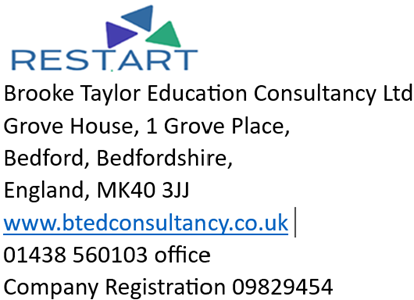 RESTART
Brooke Taylor Education Consultancy Ltd
Grove House, 1 Grove Place,
Bedford, Bedfordshire,
England, MK40 3JJ
www.btedconsultancy.co.uk
01438 560103 office
Company Registration 09829454